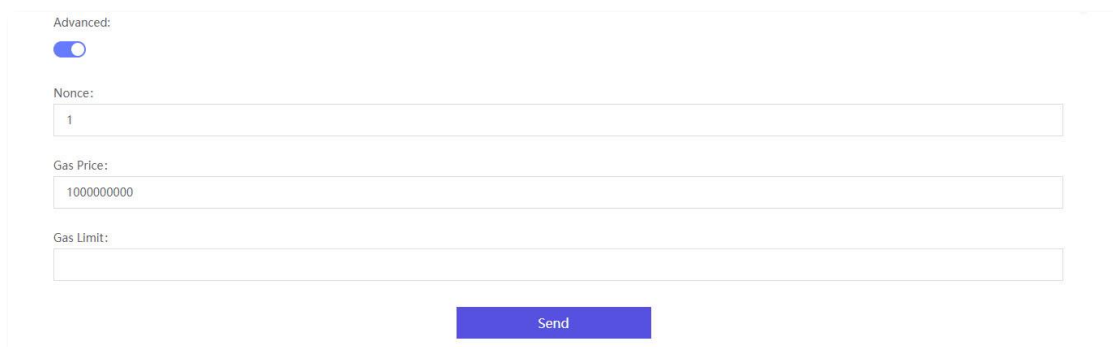 Advanced:
Nonce:
1
Gas Price:
1000000000
Gas Limit:
Send